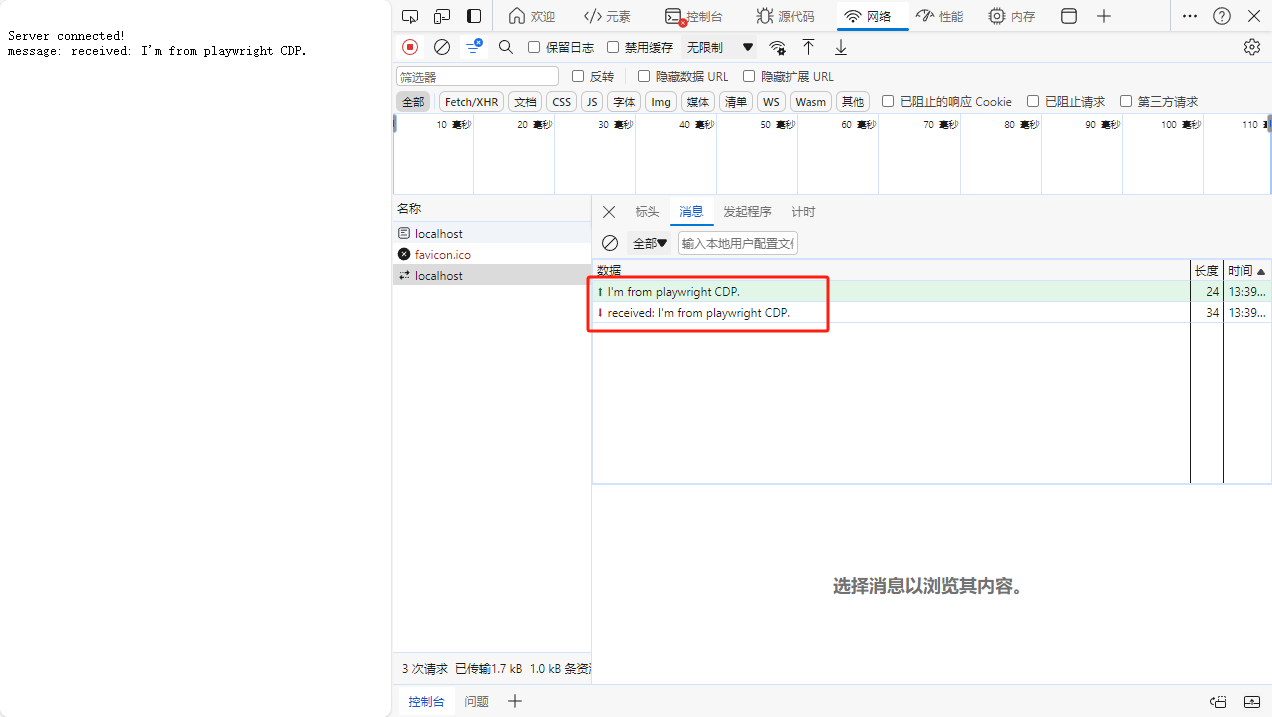 Server connected!
message: received: I'm from playwright CDP.
欢迎 元素 控制台 源代码 网络 性能 内存
保留日志 禁用缓存 无限制
筛选器 反转 隐藏数据 URL 隐藏扩展 URL
全部 Fetch/XHR 文档 CSS JS 字体 Img 媒体 清单 WS Wasm 其他 已阻止的响应 Cookie 已阻止请求 第三方请求
10 毫秒 20 毫秒 30 毫秒 40 毫秒 50 毫秒 60 毫秒 70 毫秒 80 毫秒 90 毫秒 100 毫秒 110
名称
localhost
favicon.ico
localhost
标头 消息 发起程序 计时
全部 输入本地用户配置文
数据 长度 时间
I'm from playwright CDP. 24 13:39...
received: I'm from playwright CDP. 34 13:39...
选择消息以浏览其内容。
3 次请求 已传输1.7 kB 1.0 kB 条资
控制台 问题